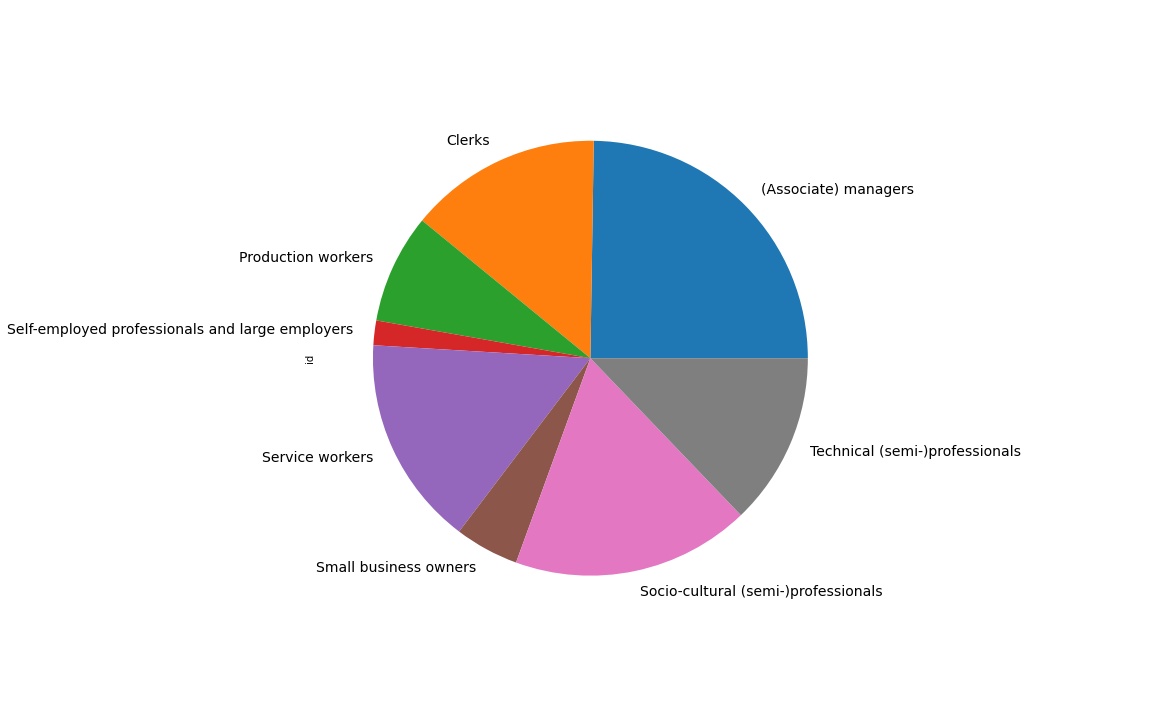 Clerks
(Associate) managers
Production workers
Self-employed professionals and large employers
id
Service workers
Technical (semi-)professionals
Small business owners
Socio-cultural (semi-)professionals